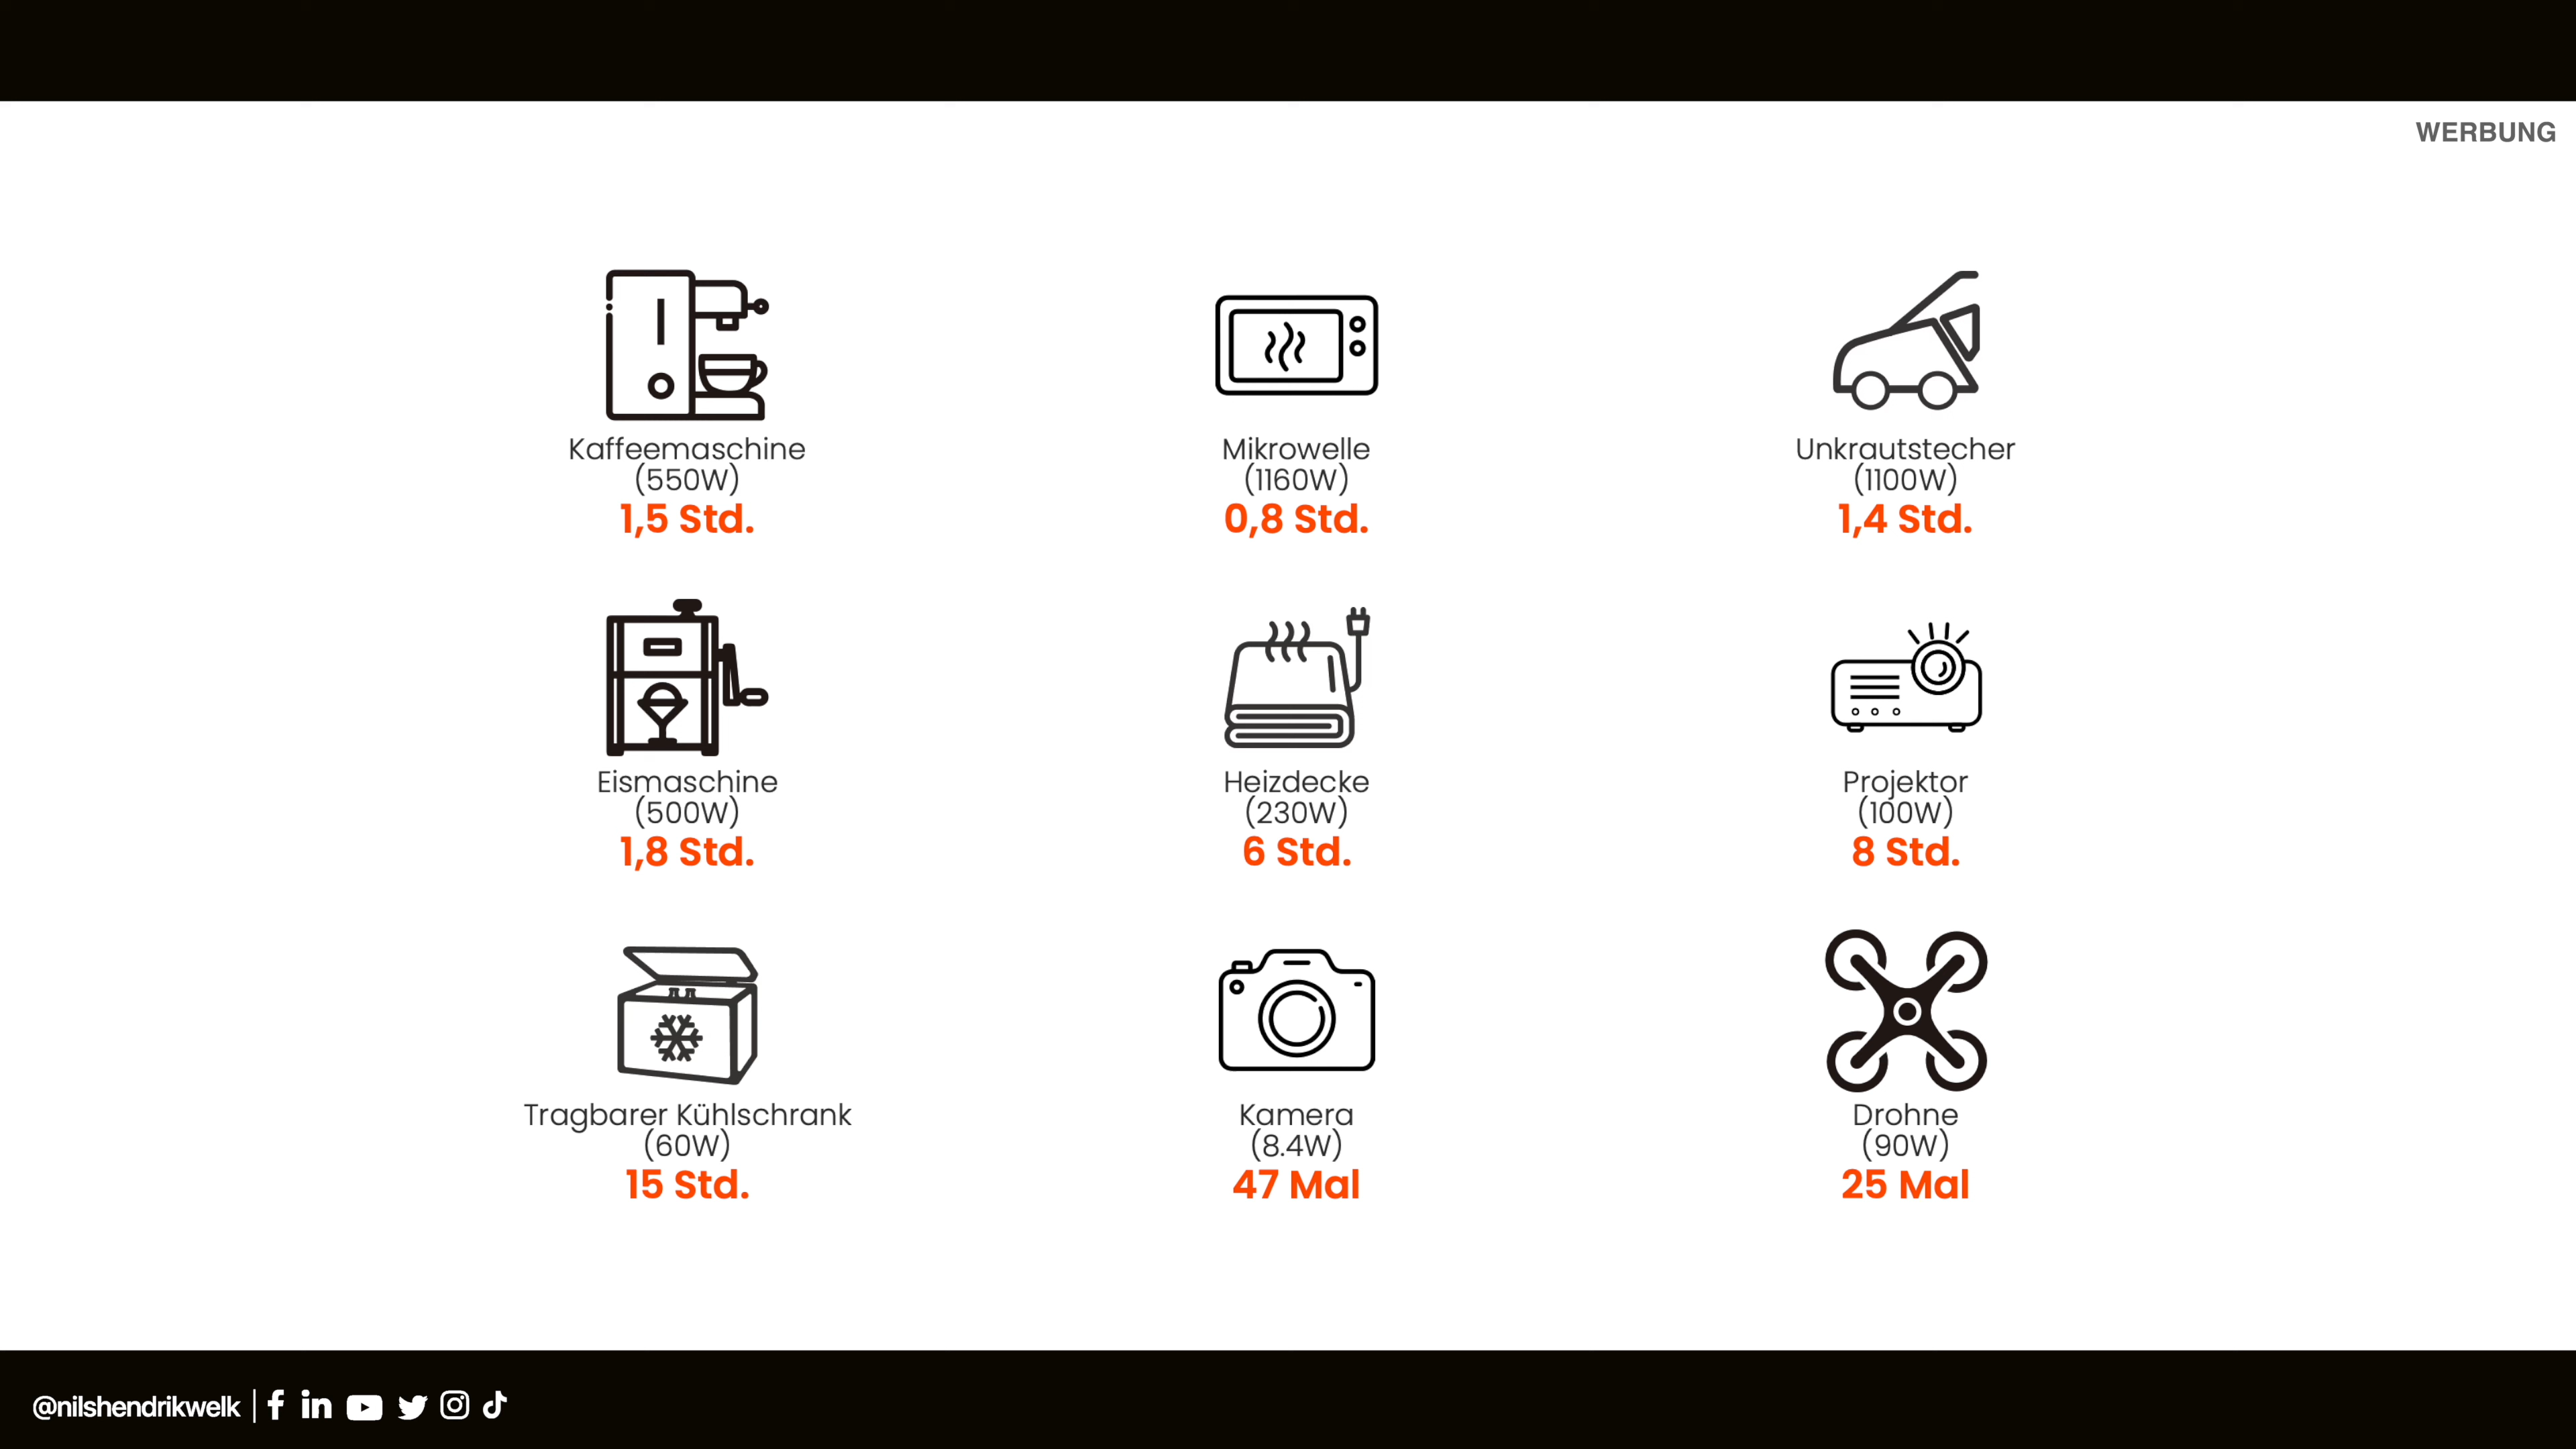 WERBUNG
Kaffeemaschine
(550W)
1,5 Std.
Mikrowelle
(1160W)
0,8 Std.
Unkrautstecher
(1100W)
1,4 Std.
Eismaschine
(500W)
1,8 Std.
Heizdecke
(230W)
6 Std.
Projektor
(100W)
8 Std.
Tragbarer Kühlschrank
(60W)
15 Std.
Kamera
(8.4W)
47 Mal
Drohne
(90W)
25 Mal
@nilshendrikwelk